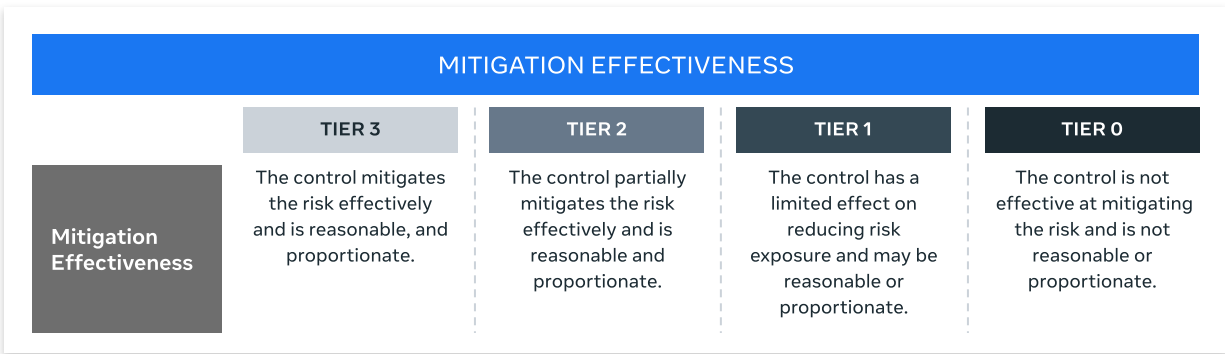 MITIGATION EFFECTIVENESS
TIER 3
TIER 2
TIER 1
TIER 0
Mitigation
Effectiveness
The control mitigates
the risk effectively
and is reasonable, and
proportionate.
The control partially
mitigates the risk
effectively and is
reasonable and
proportionate.
The control has a
limited effect on
reducing risk
exposure and may be
reasonable or
proportionate.
The control is not
effective at mitigating
the risk and is not
reasonable or
proportionate.